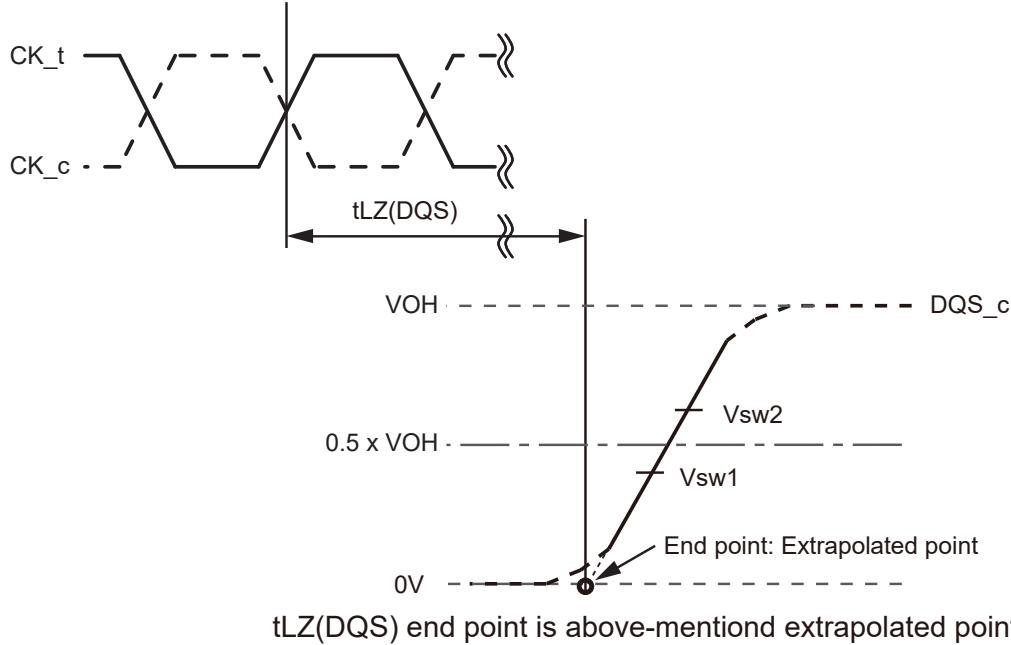 CK_t
CK_c
tLZ(DQS)
VOH
DQS_c
Vsw2
0.5 x VOH
Vsw1
End point: Extrapolated point
0V
tLZ(DQS) end point is above-mentiond extrapolated poin